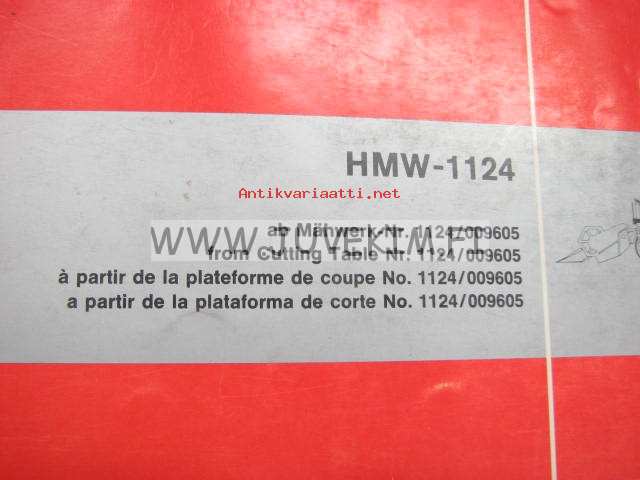 HMW-1124
Antikvariaatti.net
ab Mähwerk-Nr. 1124/009605
WWW.JUVEKIM.FI
from Cutting Table Nr. 1124/009605
à partir de la plateforme de coupe No. 1124/009605
a partir de la plataforma de corte No. 1124/009605